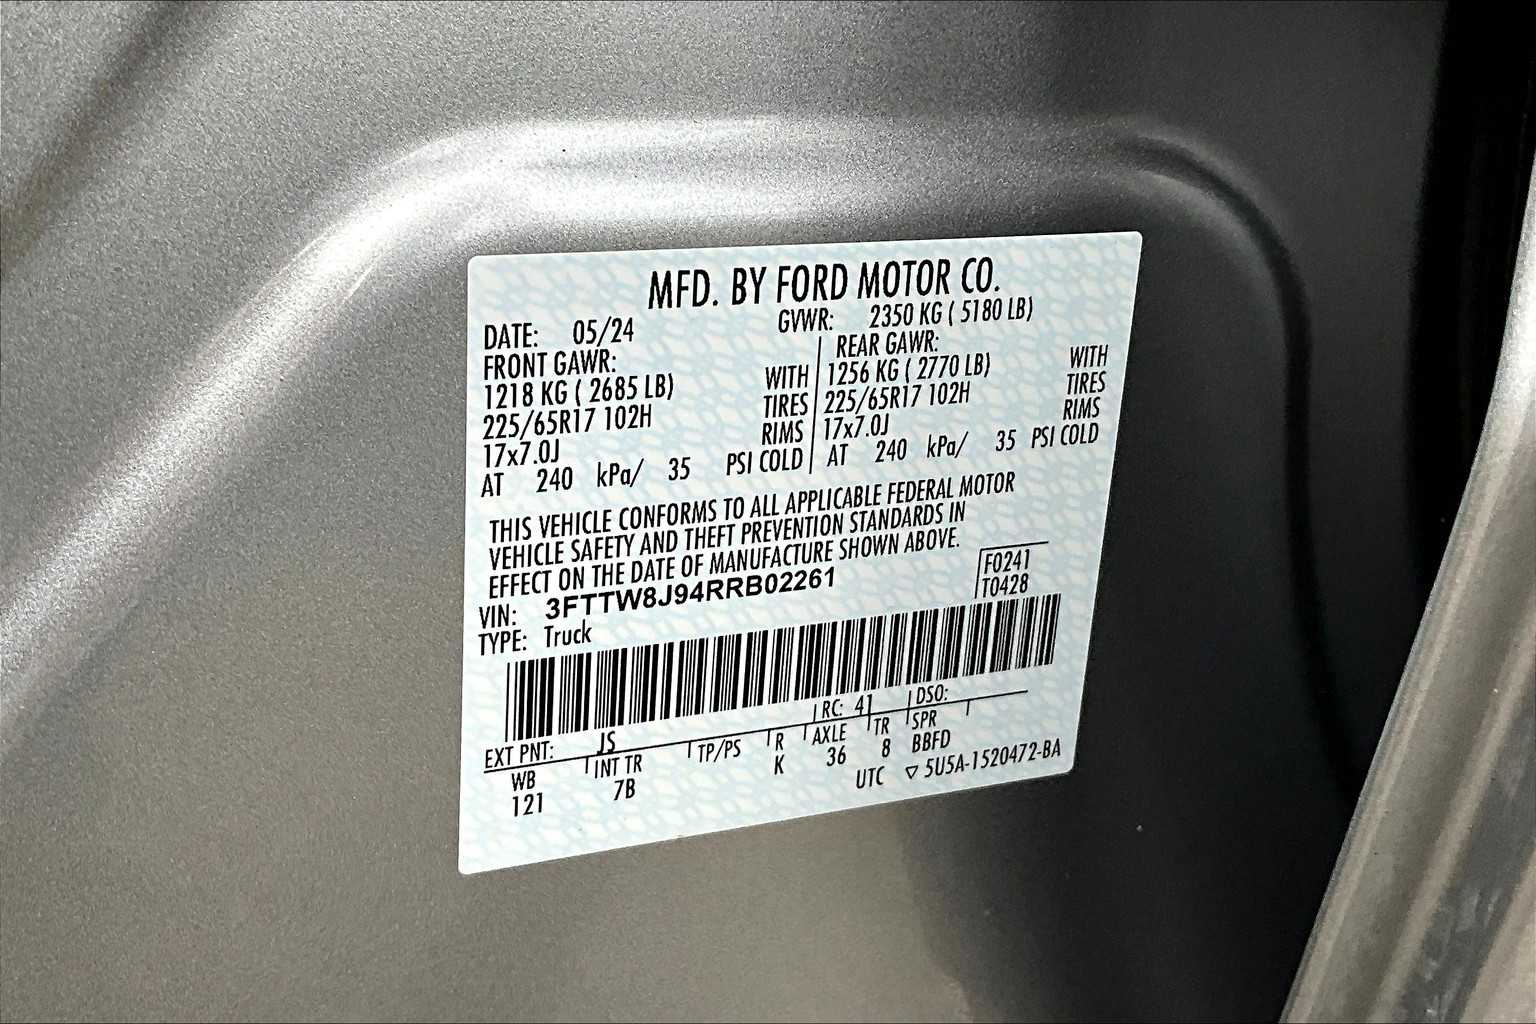 MFD. BY FORD MOTOR CO.
DATE: 05/24 GVWR: 2350 KG ( 5180 LB)
FRONT GAWR: REAR GAWR:
1218 KG ( 2685 LB) WITH 1256 KG ( 2770 LB) WITH
225/65R17 102H TIRES 225/65R17 102H TIRES
17x7.0J RIMS 17x7.0J RIMS
AT 240 kPa/ 35 PSI COLD AT 240 kPa/ 35 PSI COLD
THIS VEHICLE CONFORMS TO ALL APPLICABLE FEDERAL MOTOR
VEHICLE SAFETY AND THEFT PREVENTION STANDARDS IN
EFFECT ON THE DATE OF MANUFACTURE SHOWN ABOVE.
VIN: 3FTTW8J94RRB02261 F0241
TYPE: Truck T0428
EXT PNT: JS RC: 41 DSO:
WB INT TR TP/PS R AXLE TR SPR
121 7B K 36 8 BBFD
UTC ▽ 5U5A-1520472-BA